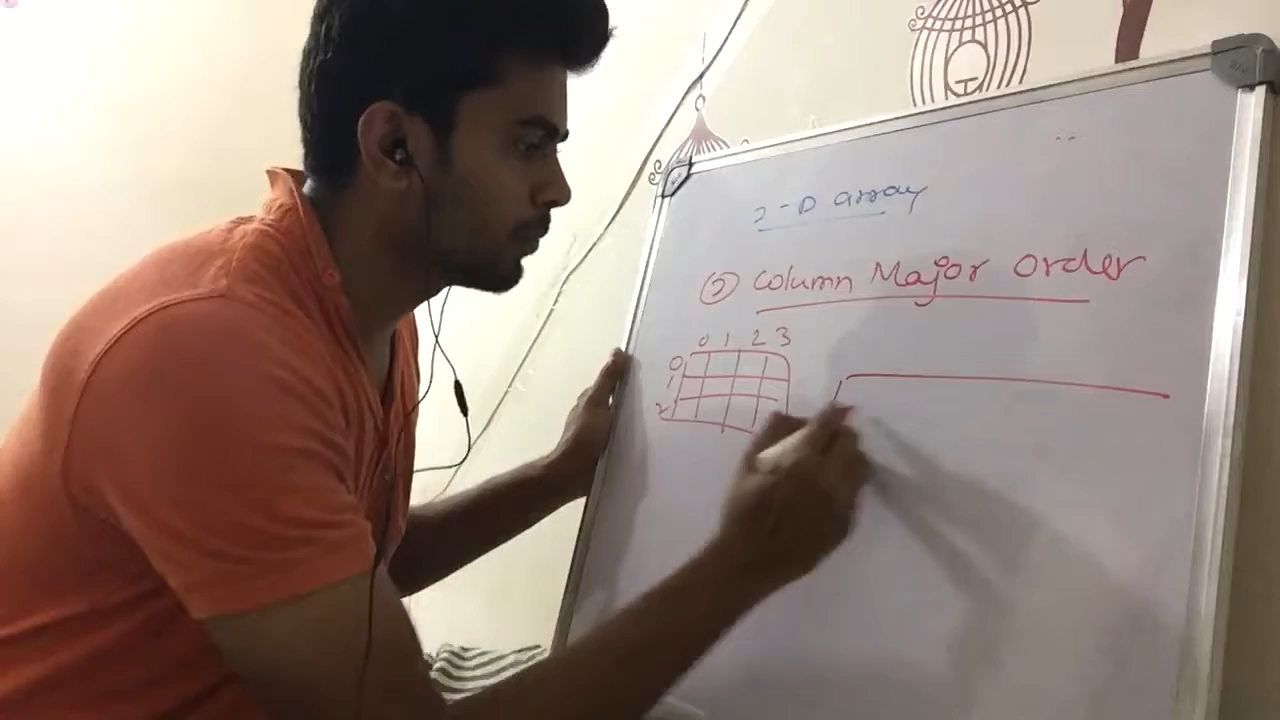 2-D array
② Column Major Order
0 1 2 3
0
1
2